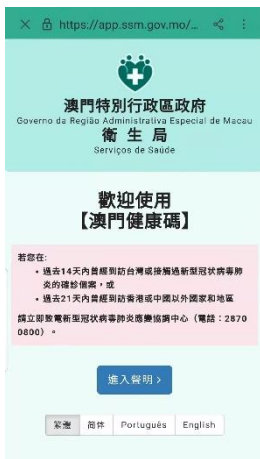 https://app.ssm.gov.mo/...
澳門特別行政區政府
Governo da Região Administrativa Especial de Macau
衛 生 局
Serviços de Saúde
歡迎使用
【澳門健康碼】
若您在:
• 過去14天內曾經到訪台灣或接觸過新型冠狀病毒肺
炎的確診個案，或
• 過去21天內曾經到訪香港或中國以外國家和地區
請立即致電新型冠狀病毒肺炎應變協調中心（電話：2870
0800）。
進入聲明 >
繁體 简体 Português English